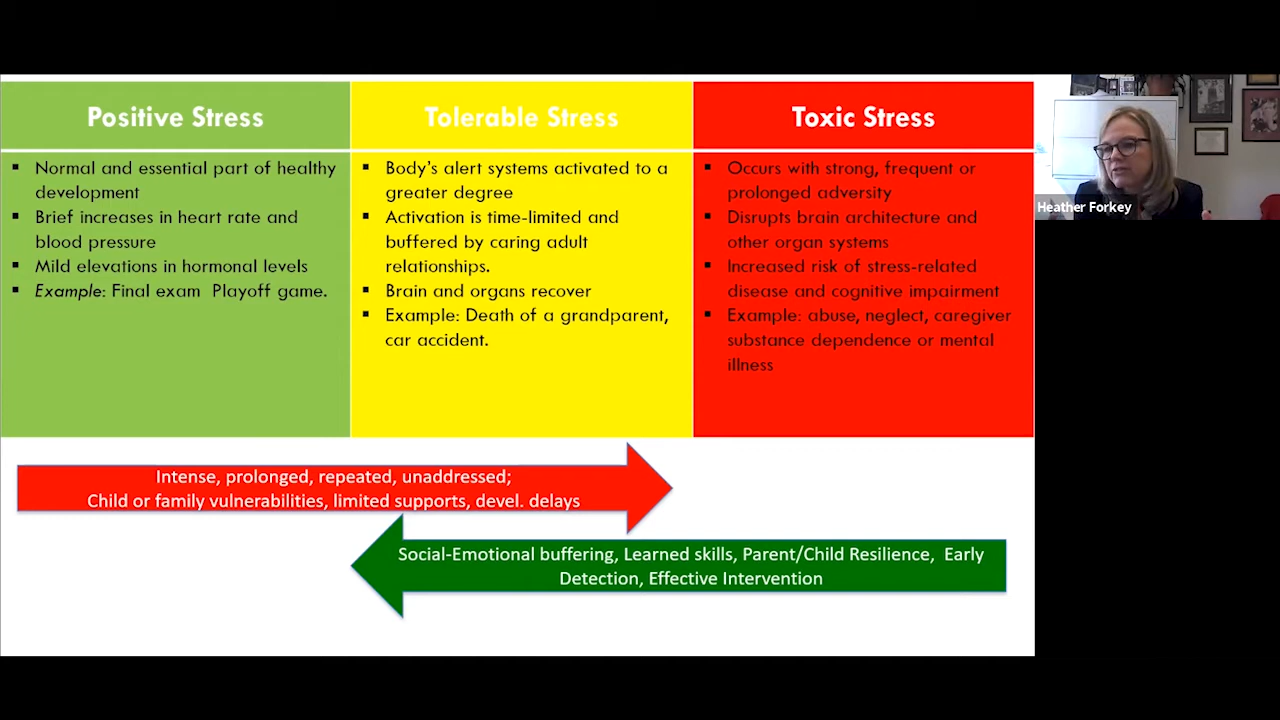 Positive Stress
▪ Normal and essential part of healthy
development
▪ Brief increases in heart rate and
blood pressure
▪ Mild elevations in hormonal levels
▪ Example: Final exam Playoff game.
Tolerable Stress
▪ Body's alert systems activated to a
greater degree
▪ Activation is time-limited and
buffered by caring adult
relationships.
▪ Brain and organs recover
▪ Example: Death of a grandparent,
car accident.
Toxic Stress
▪ Occurs with strong, frequent or
prolonged adversity
▪ Disrupts brain architecture and
other organ systems
▪ Increased risk of stress-related
disease and cognitive impairment
▪ Example: abuse, neglect, caregiver
substance dependence or mental
illness
Heather Forkey
Intense, prolonged, repeated, unaddressed;
Child or family vulnerabilities, limited supports, devel. delays
Social-Emotional buffering, Learned skills, Parent/Child Resilience, Early
Detection, Effective Intervention